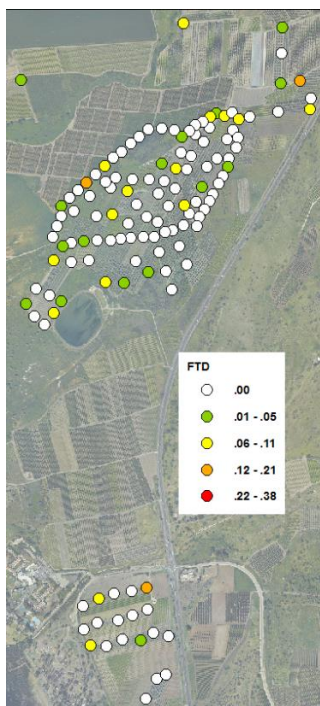 FTD
.00
.01 - .05
.06 - .11
.12 - .21
.22 - .38